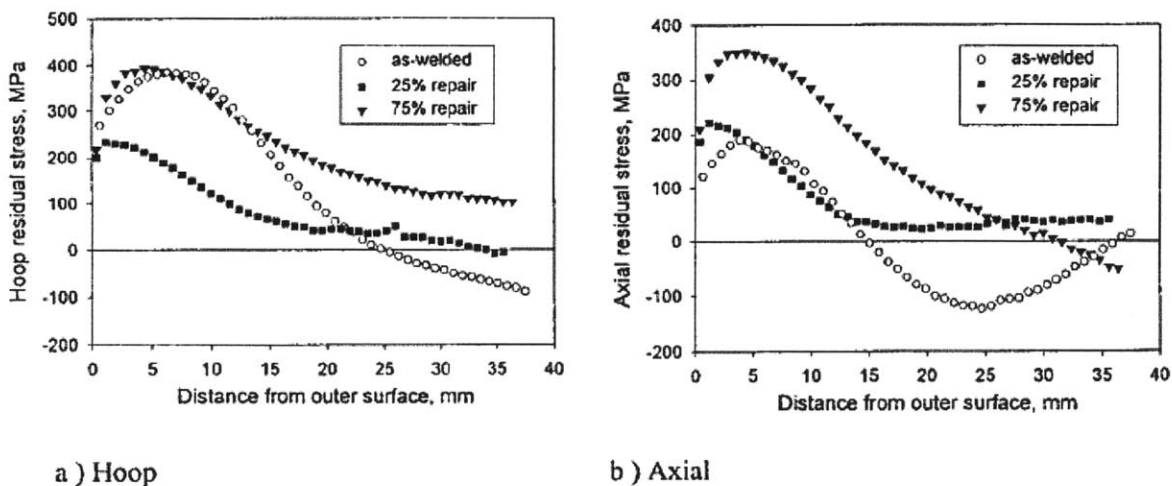 500
400
300
200
100
0
-100
-200
Hoop residual stress, MPa
as-welded
25% repair
75% repair
0 5 10 15 20 25 30 35 40
Distance from outer surface, mm
a ) Hoop
400
300
200
100
0
-100
-200
Axial residual stress, MPa
as-welded
25% repair
75% repair
0 5 10 15 20 25 30 35 40
Distance from outer surface, mm
b ) Axial